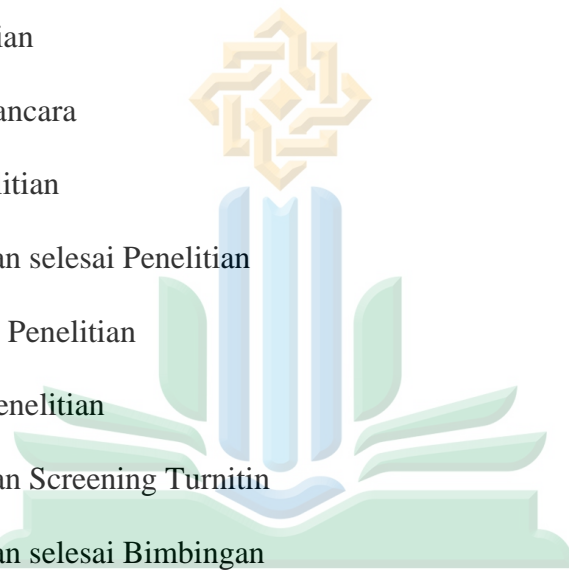 ian
ancara
litian
an selesai Penelitian
Penelitian
enelitian
an Screening Turnitin
an selesai Bimbingan